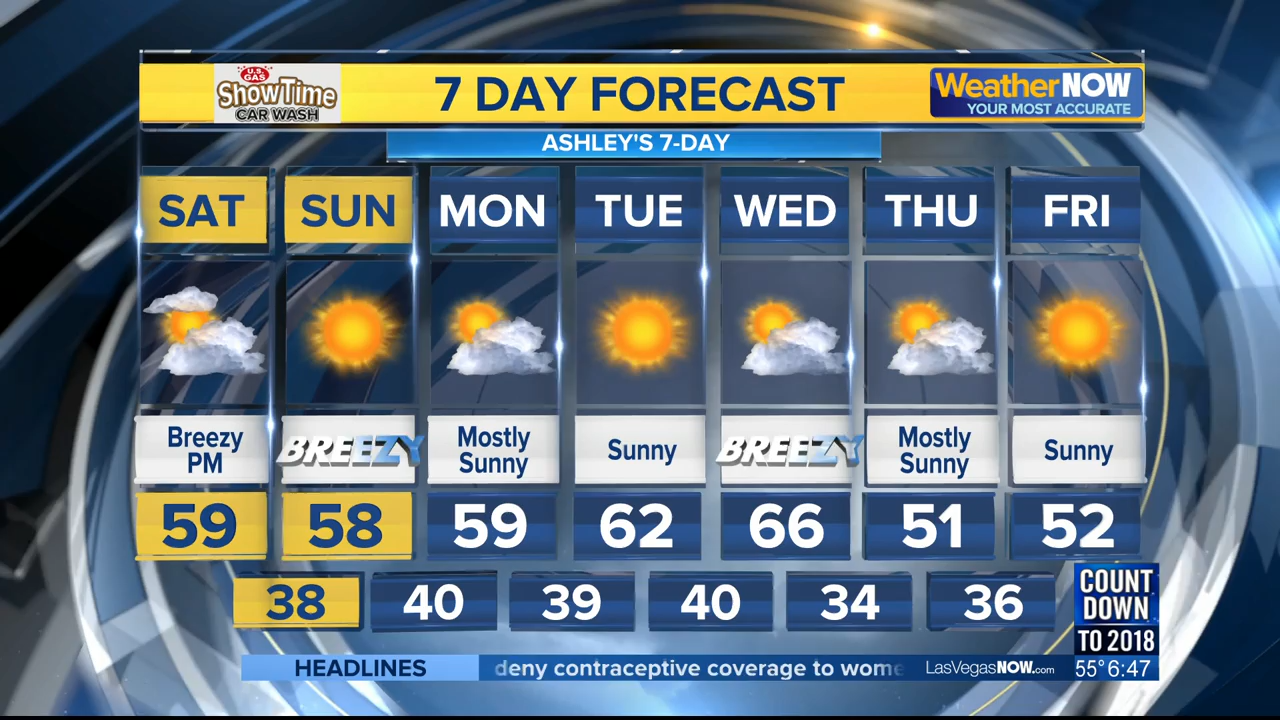 U.S. GAS
ShowTime
CAR WASH
7 DAY FORECAST
WeatherNOW
YOUR MOST ACCURATE
ASHLEY'S 7-DAY
SAT SUN MON TUE WED THU FRI
Breezy PM BREEZY Mostly Sunny Sunny BREEZY Mostly Sunny Sunny
59 58 59 62 66 51 52
38 40 39 40 34 36
COUNT
DOWN
TO 2018
HEADLINES deny contraceptive coverage to wome LasVegasNOW.com 55° 6:47